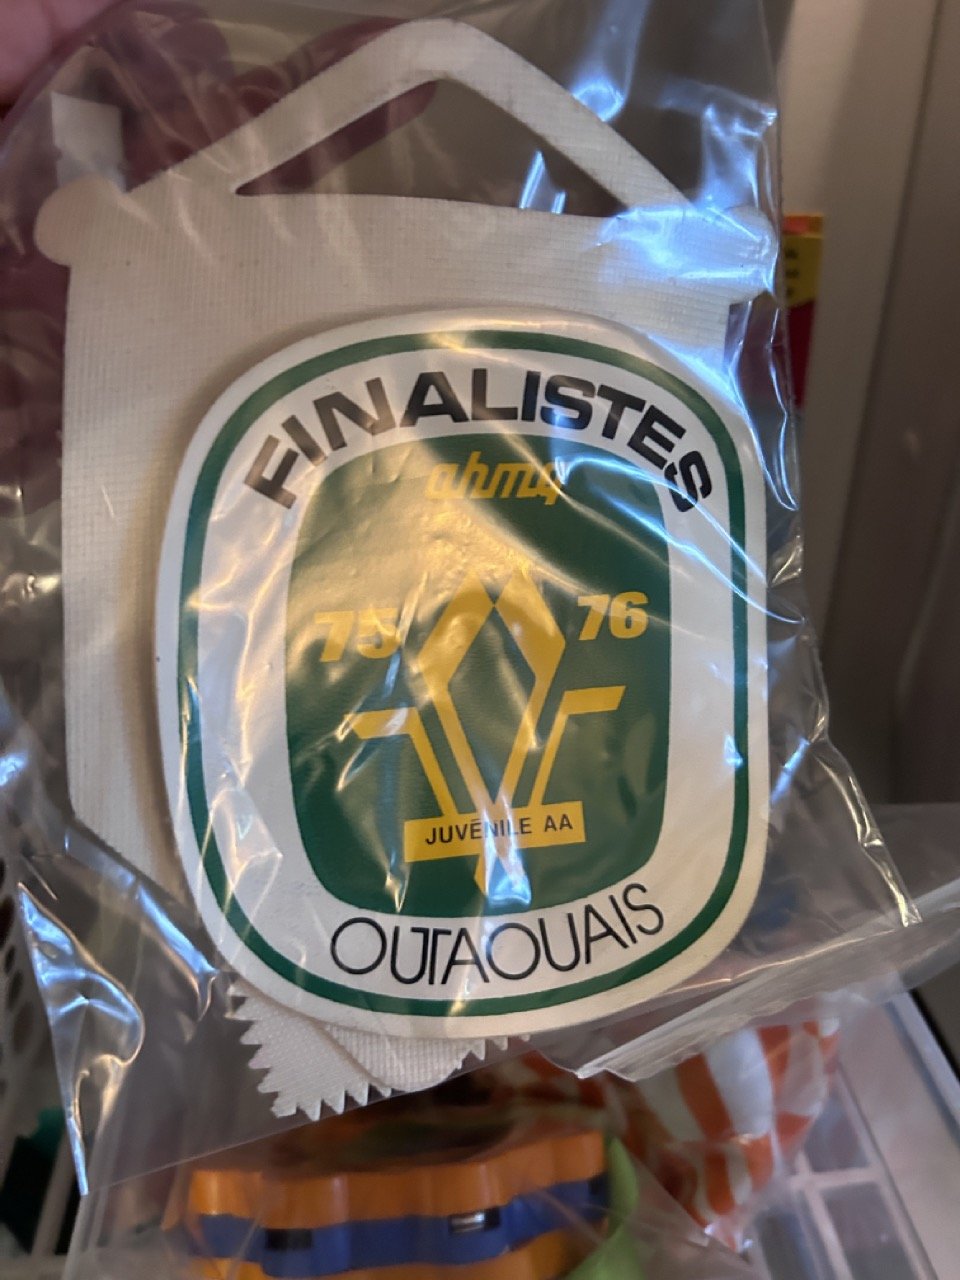 FINALISTES
ahmq
75 76
JUVÉNILE AA
OUTAOUAIS